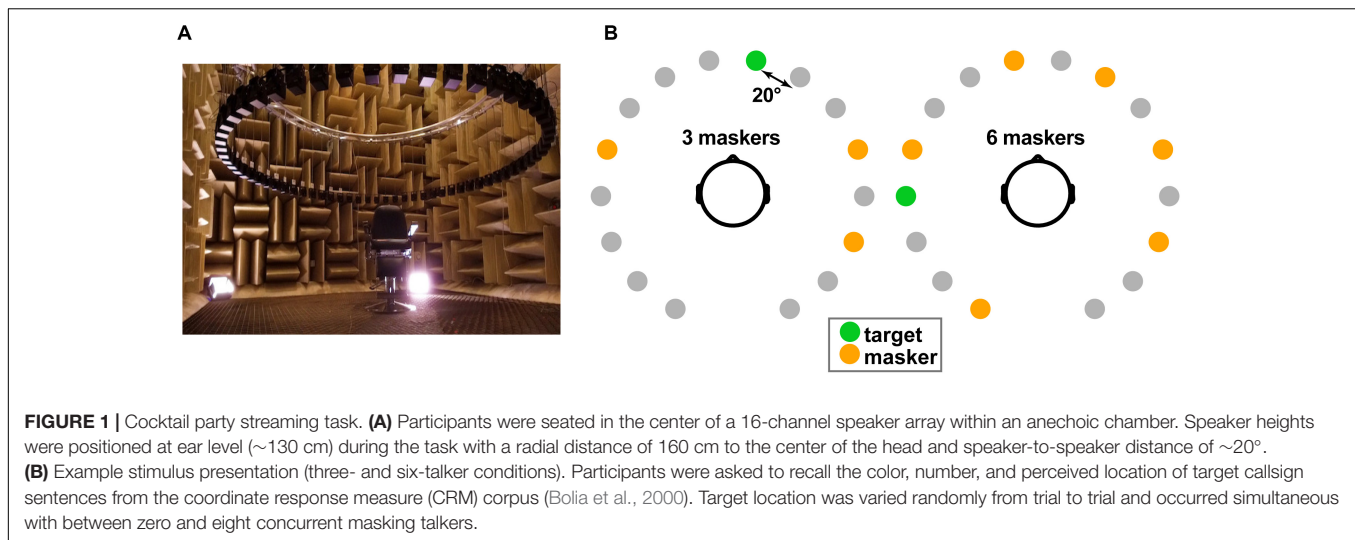 A
B
20°
3 maskers
6 maskers
target
masker
FIGURE 1 | Cocktail party streaming task. (A) Participants were seated in the center of a 16-channel speaker array within an anechoic chamber. Speaker heights
were positioned at ear level (∼130 cm) during the task with a radial distance of 160 cm to the center of the head and speaker-to-speaker distance of ∼20°.
(B) Example stimulus presentation (three- and six-talker conditions). Participants were asked to recall the color, number, and perceived location of target callsign
sentences from the coordinate response measure (CRM) corpus (Bolia et al., 2000). Target location was varied randomly from trial to trial and occurred simultaneous
with between zero and eight concurrent masking talkers.